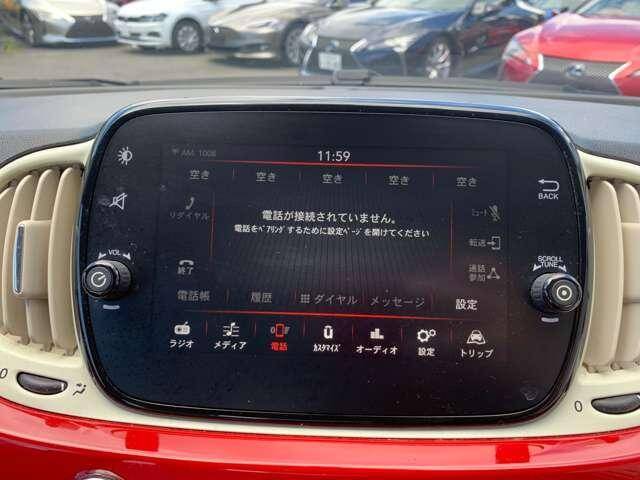 AM: 1008 11:59
空き 空き 空き 空き 空き
BACK
リダイヤル
ミュート
電話が接続されていません。
電話をﾍﾟｱﾘﾝｸﾞするために設定ﾍﾟｰｼﾞを開けてください
転送
VOL
SCROLL
TUNE
終了
通話
参加
電話帳 履歴 ダイヤル メッセージ 設定
ラジオ メディア 電話 ｶｽﾀﾏｲｽﾞ オーディオ 設定 トリップ
0 0